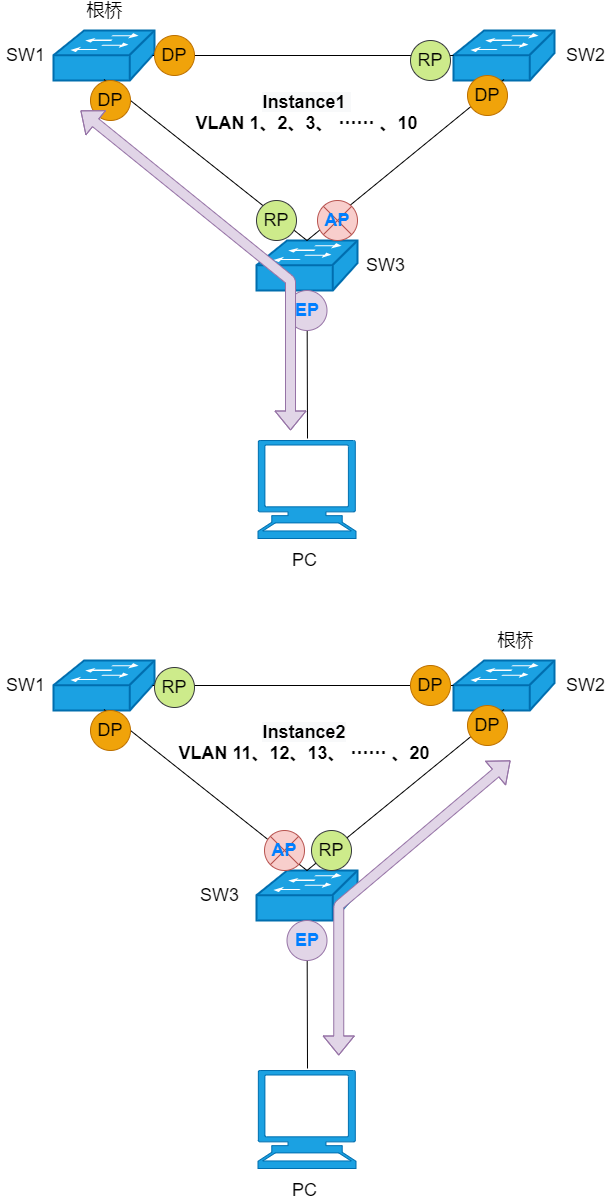 根桥
SW1
DP
RP
SW2
DP
DP
Instance1
VLAN 1、2、3、 ······ 、10
RP
AP
SW3
EP
PC
根桥
SW1
RP
DP
SW2
DP
DP
Instance2
VLAN 11、12、13、 ······ 、20
AP
RP
SW3
EP
PC